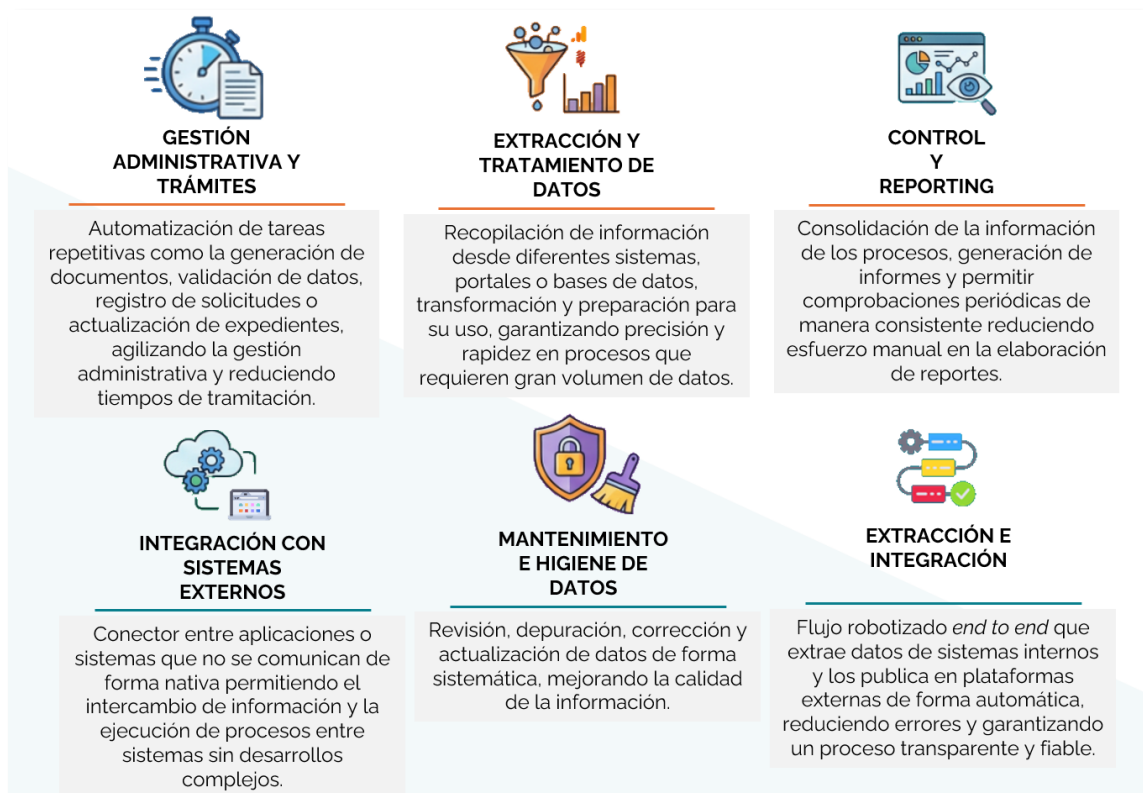 GESTIÓN
ADMINISTRATIVA Y
TRÁMITES
Automatización de tareas
repetitivas como la generación de
documentos, validación de datos,
registro de solicitudes o
actualización de expedientes,
agilizando la gestión
administrativa y reduciendo
tiempos de tramitación.
EXTRACCIÓN Y
TRATAMIENTO DE
DATOS
Recopilación de información
desde diferentes sistemas,
portales o bases de datos,
transformación y preparación para
su uso, garantizando precisión y
rapidez en procesos que
requieren gran volumen de datos.
CONTROL
Y
REPORTING
Consolidación de la información
de los procesos, generación de
informes y permitir
comprobaciones periódicas de
manera consistente reduciendo
esfuerzo manual en la elaboración
de reportes.
INTEGRACIÓN CON
SISTEMAS
EXTERNOS
Conector entre aplicaciones o
sistemas que no se comunican de
forma nativa permitiendo el
intercambio de información y la
ejecución de procesos entre
sistemas sin desarrollos
complejos.
MANTENIMIENTO
E HIGIENE DE
DATOS
Revisión, depuración, corrección y
actualización de datos de forma
sistemática, mejorando la calidad
de la información.
EXTRACCIÓN E
INTEGRACIÓN
Flujo robotizado end to end que
extrae datos de sistemas internos
y los publica en plataformas
externas de forma automática,
reduciendo errores y garantizando
un proceso transparente y fiable.